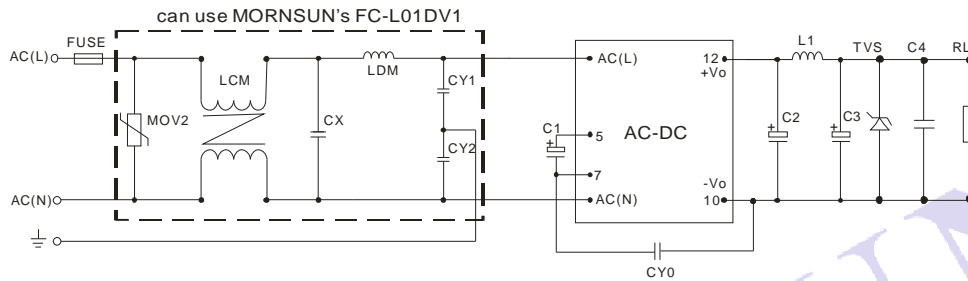 can use MORNSUN's FC-L01DV1
FUSE
AC(L)
LCM
LDM
CY1
MOV2
CX
CY2
AC(N)
C1
AC(L)
5
7
AC(N)
AC-DC
12
+Vo
-Vo
10
CY0
L1
TVS
C4
RL
C2
C3